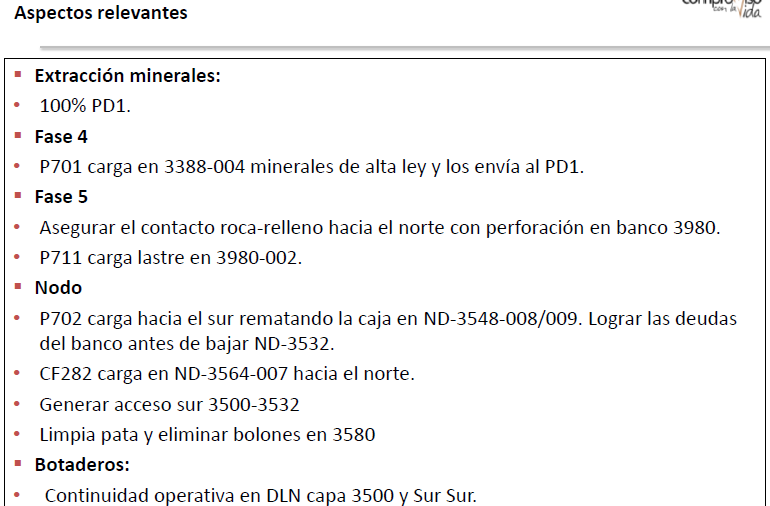 Aspectos relevantes
con la Vida
▪ Extracción minerales:
• 100% PD1.
▪ Fase 4
• P701 carga en 3388-004 minerales de alta ley y los envía al PD1.
▪ Fase 5
• Asegurar el contacto roca-relleno hacia el norte con perforación en banco 3980.
• P711 carga lastre en 3980-002.
▪ Nodo
• P702 carga hacia el sur rematando la caja en ND-3548-008/009. Lograr las deudas
del banco antes de bajar ND-3532.
• CF282 carga en ND-3564-007 hacia el norte.
• Generar acceso sur 3500-3532
• Limpia pata y eliminar bolones en 3580
▪ Botaderos:
• Continuidad operativa en DLN capa 3500 y Sur Sur.